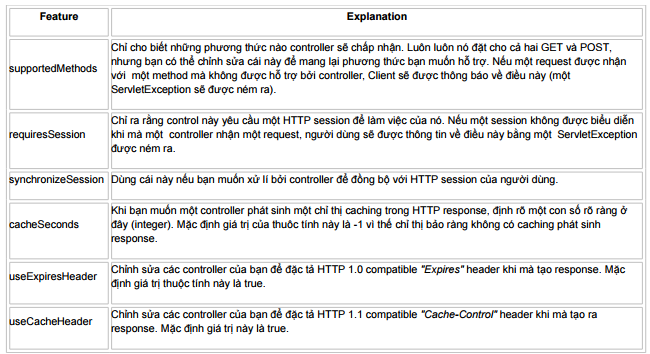 Feature Explanation
supportedMethods
Chỉ cho biết những phương thức nào controller sẽ chấp nhận. Luôn luôn nó đặt cho cả hai GET và POST,
nhưng bạn có thể chỉnh sửa cái này để mang lại phương thức bạn muốn hỗ trợ. Nếu một request được nhận
với một method mà không được hỗ trợ bởi controller, Client sẽ được thông báo về điều này (một
ServletException sẽ được ném ra).
requiresSession
Chỉ ra rằng control này yêu cầu một HTTP session để làm việc của nó. Nếu một session không được biểu diễn
khi mà một controller nhận một request, người dùng sẽ được thông tin về điều này bằng một ServletException
được ném ra.
synchronizeSession Dùng cái này nếu bạn muốn xử lí bởi controller để đồng bộ với HTTP session của người dùng.
cacheSeconds
Khi bạn muốn một controller phát sinh một chỉ thị caching trong HTTP response, định rõ một con số rõ ràng ở
đây (integer). Mặc định giá trị của thuôc tính này là -1 vì thế chỉ thị bảo ràng không có caching phát sinh
response.
useExpiresHeader
Chỉnh sửa các controller của bạn để đặc tả HTTP 1.0 compatible "Expires" header khi mà tạo response. Mặc
định giá trị thuộc tính này là true.
useCacheHeader
Chỉnh sửa các controller của bạn để đặc tả HTTP 1.1 compatible "Cache-Control" header khi mà tạo ra
response. Mặc định giá trị này là true.